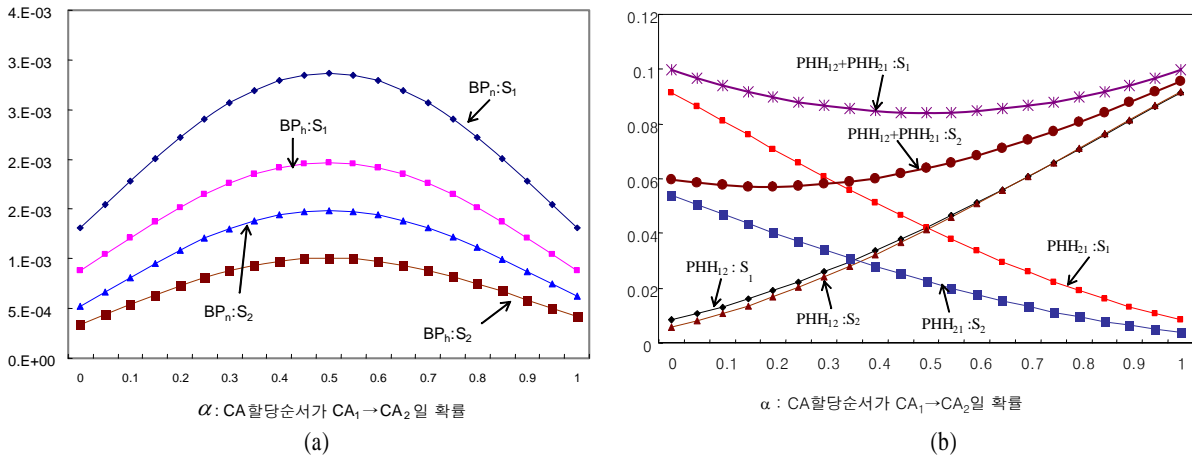 4.E-03
3.E-03
3.E-03
2.E-03
2.E-03
1.E-03
5.E-04
0.E+00
BPn:S1
BPh:S1
BPn:S2
BPh:S2
0 0.1 0.2 0.3 0.4 0.5 0.6 0.7 0.8 0.9 1
α: CA할당순서가 CA1→CA2일 확률
(a)
0.12
0.1
0.08
0.06
0.04
0.02
0
PHH12+PHH21:S1
PHH12+PHH21:S2
PHH12:S1
PHH12:S2
PHH21:S2
PHH21:S1
0 0.1 0.2 0.3 0.4 0.5 0.6 0.7 0.8 0.9 1
α : CA할당순서가 CA1→CA2일 확률
(b)